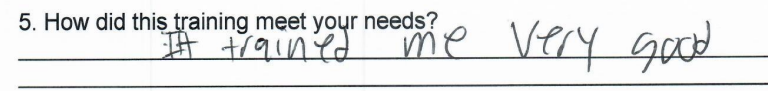 5. How did this training meet your needs?
It trained me very good